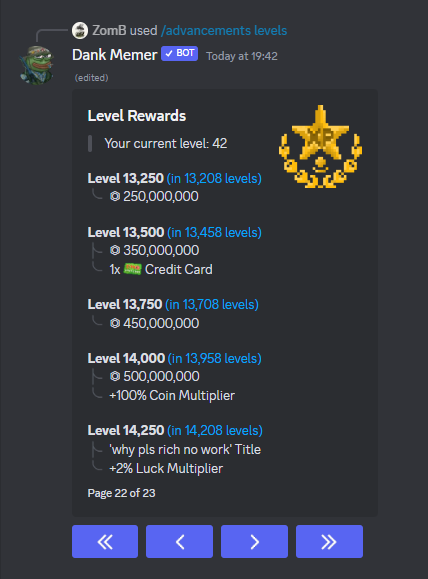 ZomB used /advancements levels
Dank Memer ✓ BOT Today at 19:42
(edited)
Level Rewards
Your current level: 42
XP
Level 13,250 (in 13,208 levels)
250,000,000
Level 13,500 (in 13,458 levels)
350,000,000
1x Credit Card
Level 13,750 (in 13,708 levels)
450,000,000
Level 14,000 (in 13,958 levels)
500,000,000
+100% Coin Multiplier
Level 14,250 (in 14,208 levels)
'why pls rich no work' Title
+2% Luck Multiplier
Page 22 of 23